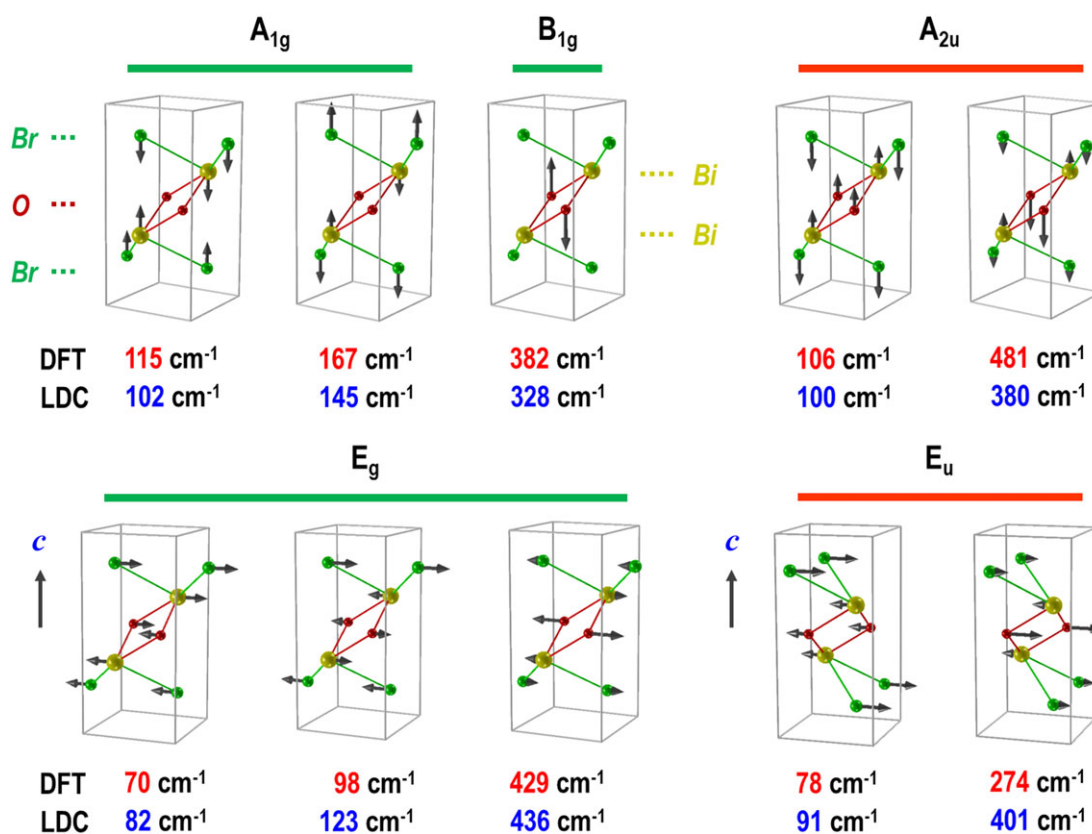 A1g B1g A2u
Br ···
O ···
Br ···
···· Bi
···· Bi
DFT 115 cm-1 167 cm-1 382 cm-1 106 cm-1 481 cm-1
LDC 102 cm-1 145 cm-1 328 cm-1 100 cm-1 380 cm-1
Eg Eu
c c
DFT 70 cm-1 98 cm-1 429 cm-1 78 cm-1 274 cm-1
LDC 82 cm-1 123 cm-1 436 cm-1 91 cm-1 401 cm-1